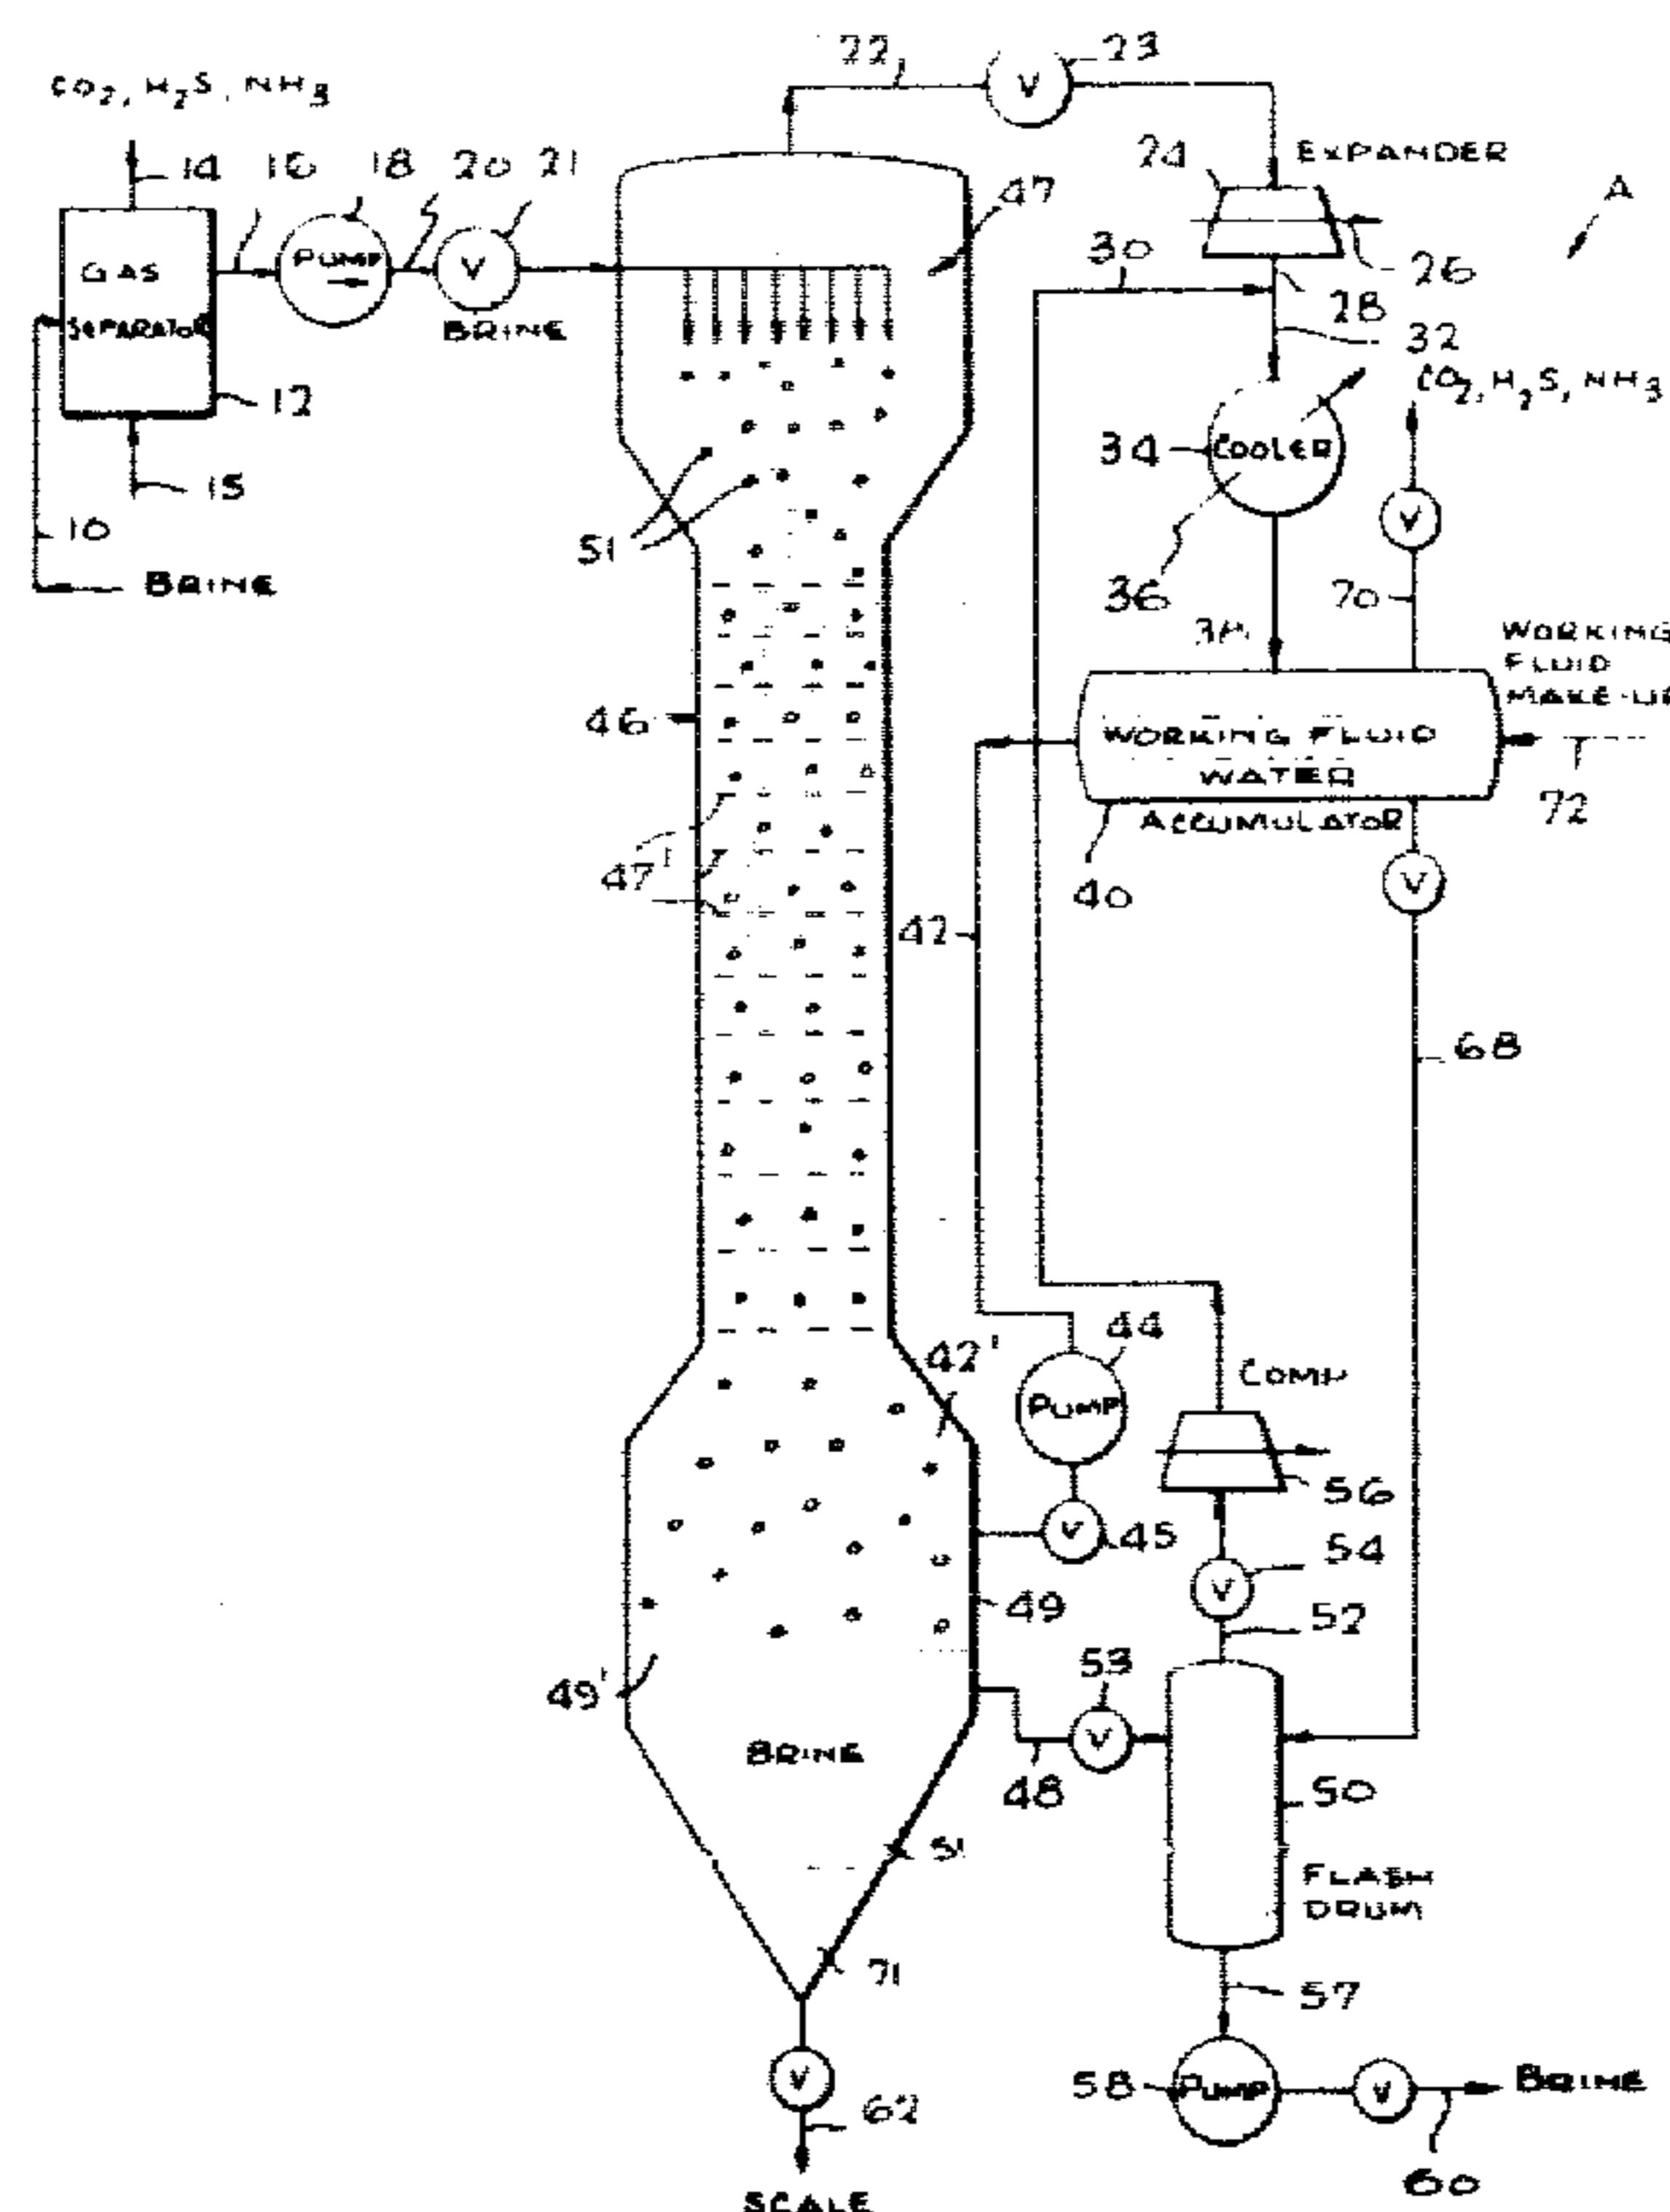 22
23
CO2, H2S, NH3
14
16
18
20
21
24
EXPANDER
A
47
GAS
SEPARATOR
PUMP
V
V
V
BRINE
30
26
28
32
CO2, H2S, NH3
12
34
COOLER
15
10
BRINE
51
36
V
70
38
WORKING
FLUID
MAKE-UP
46
WORKING FLUID
WATER
ACCUMULATOR
72
47'
40
V
42
68
42'
44
PUMP
COMP
56
V
45
54
V
49
52
49'
53
V
BRINE
48
50
51
FLASH
DRUM
71
57
V
58
PUMP
V
BRINE
62
60
SCALE